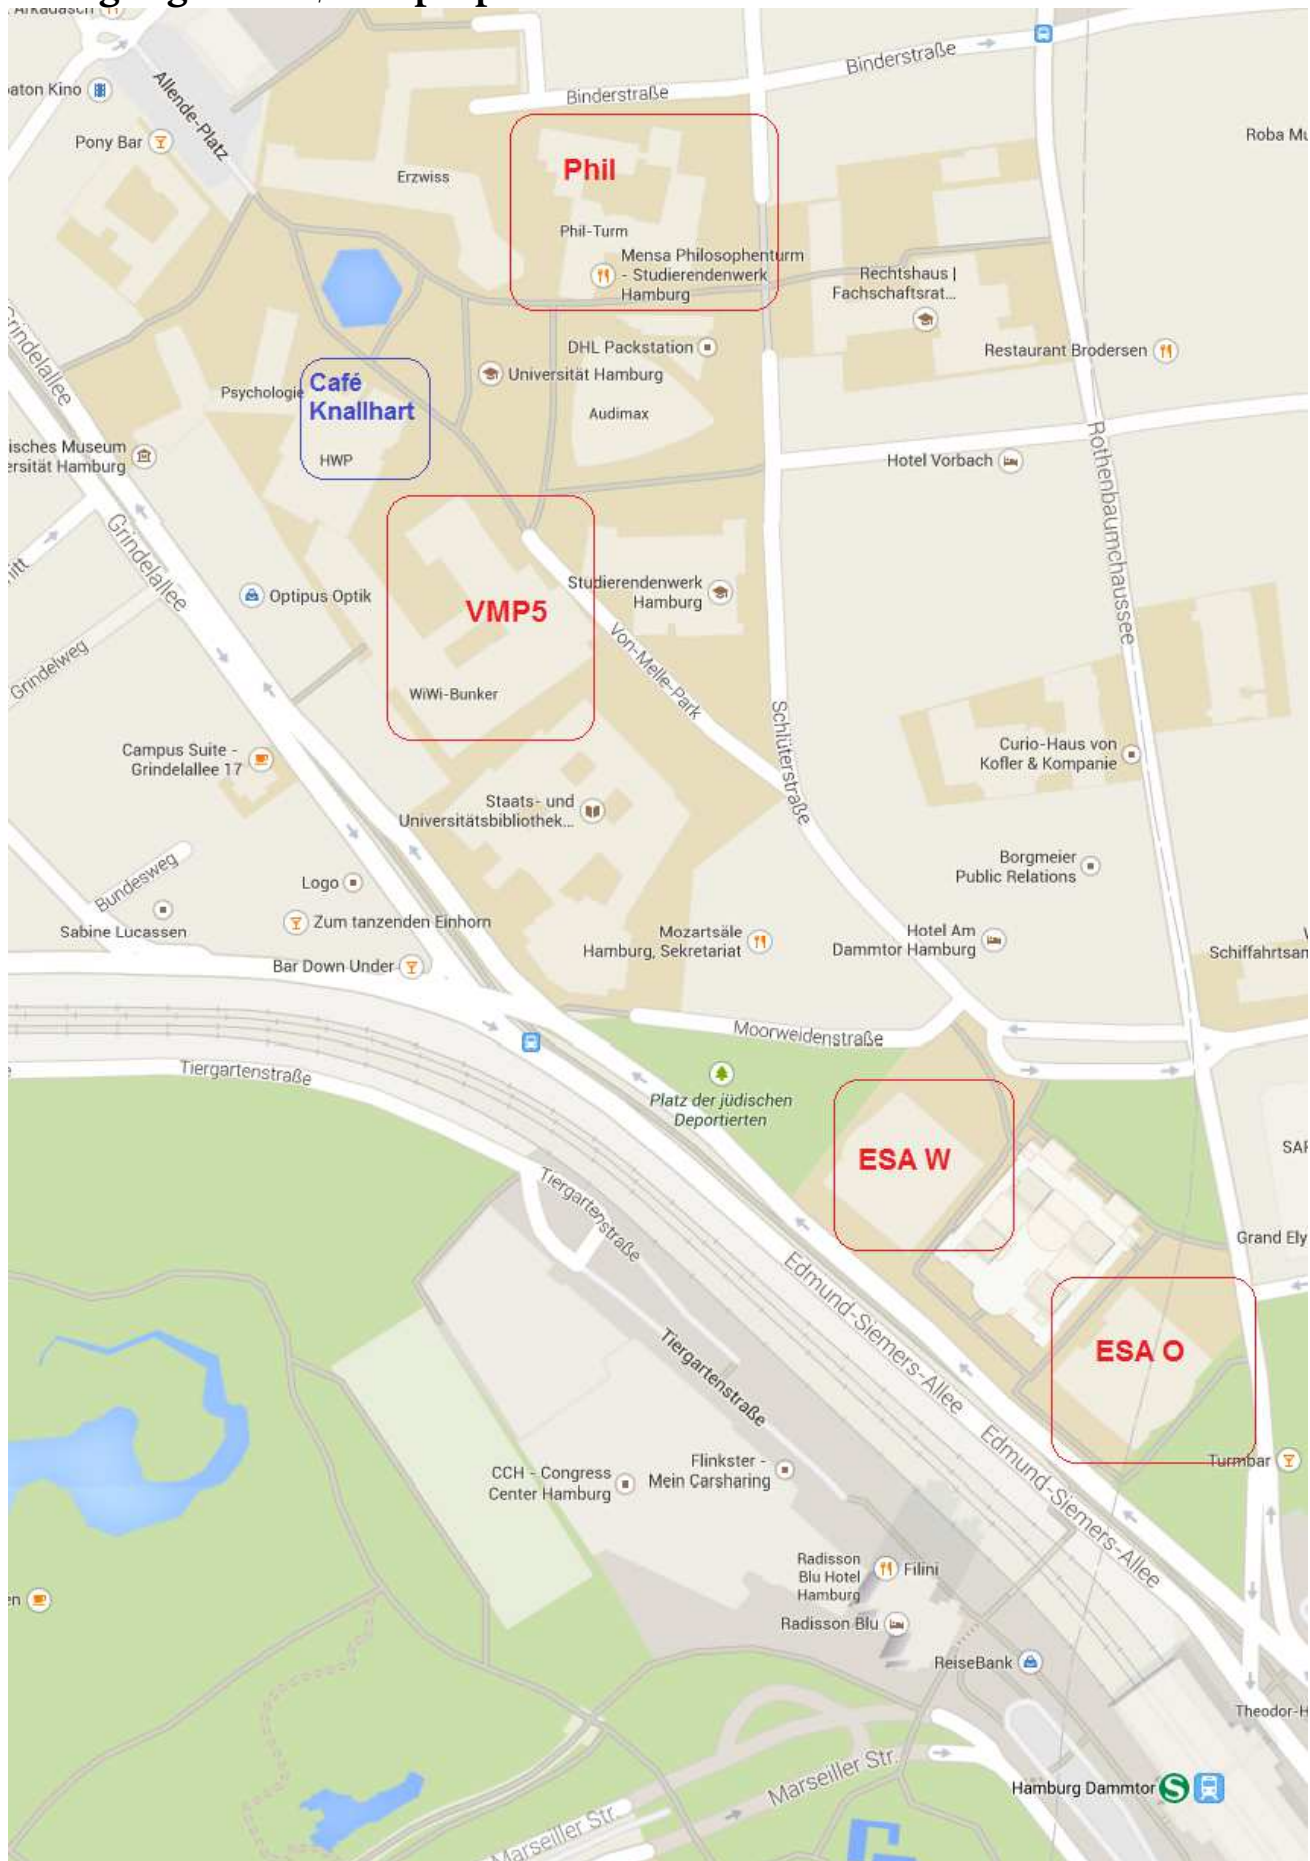 Arkadasch
Binderstraße
Binderstraße
aton Kino
Allende-Platz
Pony Bar
Roba Mu
Erzwiss
Phil
Phil-Turm
Mensa Philosophenturm
- Studierendenwerk
Hamburg
Rechtshaus |
Fachschaftsrat...
Grindelallee
DHL Packstation
Restaurant Brodersen
Universität Hamburg
Psychologie
Café
Knallhart
Audimax
HWP
isches Museum
ersität Hamburg
Hotel Vorbach
Rothenbaumchaussee
Grindelallee
itt
Optipus Optik
VMP5
Studierendenwerk
Hamburg
Von-Melle-Park
Grindelweg
WiWi-Bunker
Schlüterstraße
Campus Suite -
Grindelallee 17
Curio-Haus von
Kofler & Kompanie
Staats- und
Universitätsbibliothek...
Bundesweg
Borgmeier
Public Relations
Logo
Sabine Lucassen
Zum tanzenden Einhorn
Mozartsäle
Hamburg, Sekretariat
Hotel Am
Dammtor Hamburg
Schiffahrtsan
Bar Down Under
Moorweidenstraße
Tiergartenstraße
Platz der jüdischen
Deportierten
ESA W
SAP
Tiergartenstraße
Grand Ely
Edmund-Siemers-Allee
ESA O
Tiergartenstraße
Edmund-Siemers-Allee
Turmbar
CCH - Congress
Center Hamburg
Flinkster -
Mein Carsharing
Radisson
Blu Hotel
Hamburg
Filini
en
Radisson Blu
ReiseBank
Theodor-H
Marseiller Str.
Hamburg Dammtor
S
Marseiller Str.